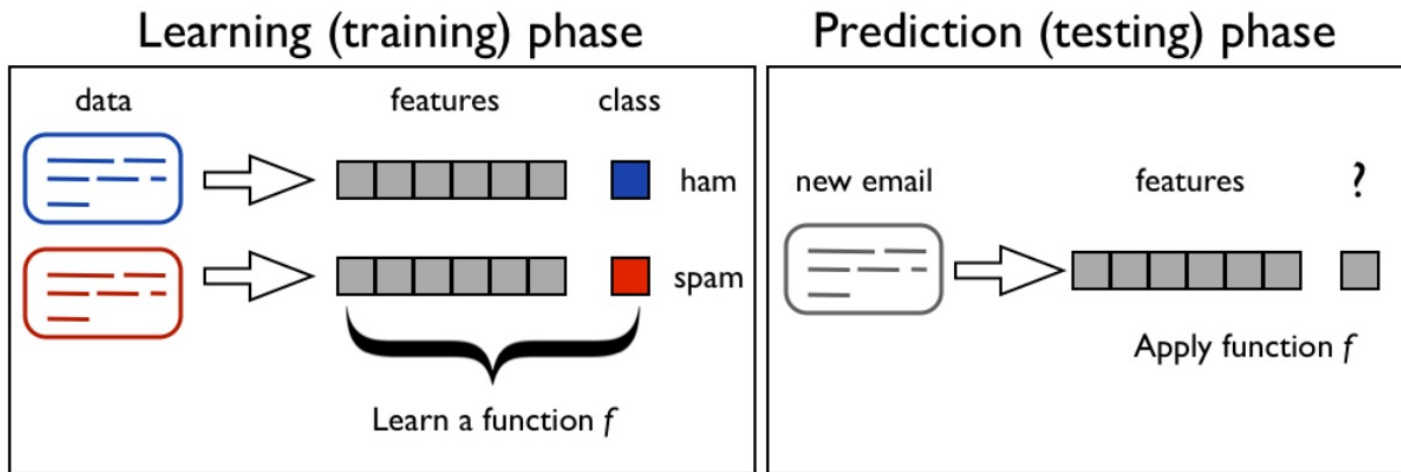 Learning (training) phase
data features class
ham
spam
Learn a function f
Prediction (testing) phase
new email features ?
Apply function f